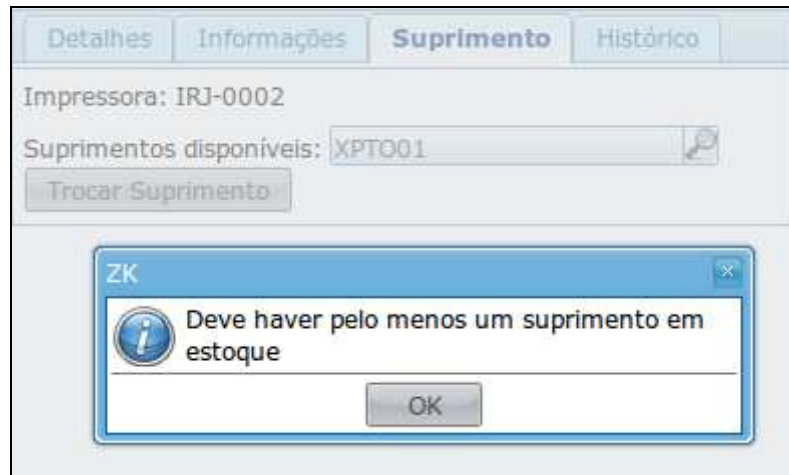 Detalhes Informações Suprimento Histórico
Impressora: IRJ-0002
Suprimentos disponíveis: XPTO01
Trocar Suprimento
ZK
Deve haver pelo menos um suprimento em
estoque
OK